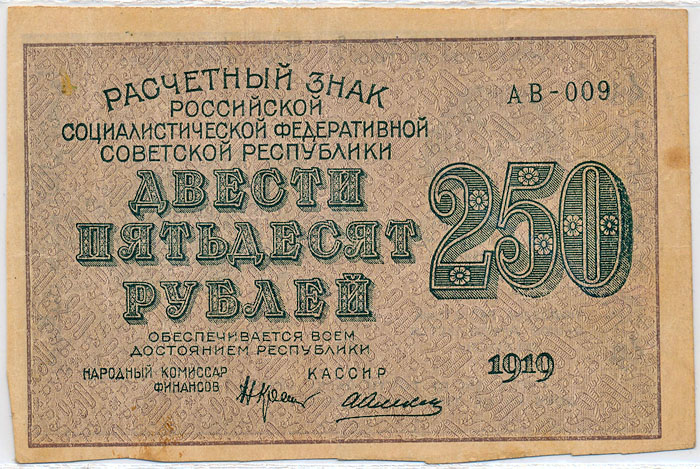 РАСЧЕТНЫЙ ЗНАК
РОССИЙСКОЙ
СОЦИАЛИСТИЧЕСКОЙ ФЕДЕРАТИВНОЙ
СОВЕТСКОЙ РЕСПУБЛИКИ
АВ-009
ДВЕСТИ
ПЯТЬДЕСЯТ
РУБЛЕЙ
250
ОБЕСПЕЧИВАЕТСЯ ВСЕМ
ДОСТОЯНИЕМ РЕСПУБЛИКИ
НАРОДНЫЙ КОМИССАР
ФИНАНСОВ
КАССИР
1919